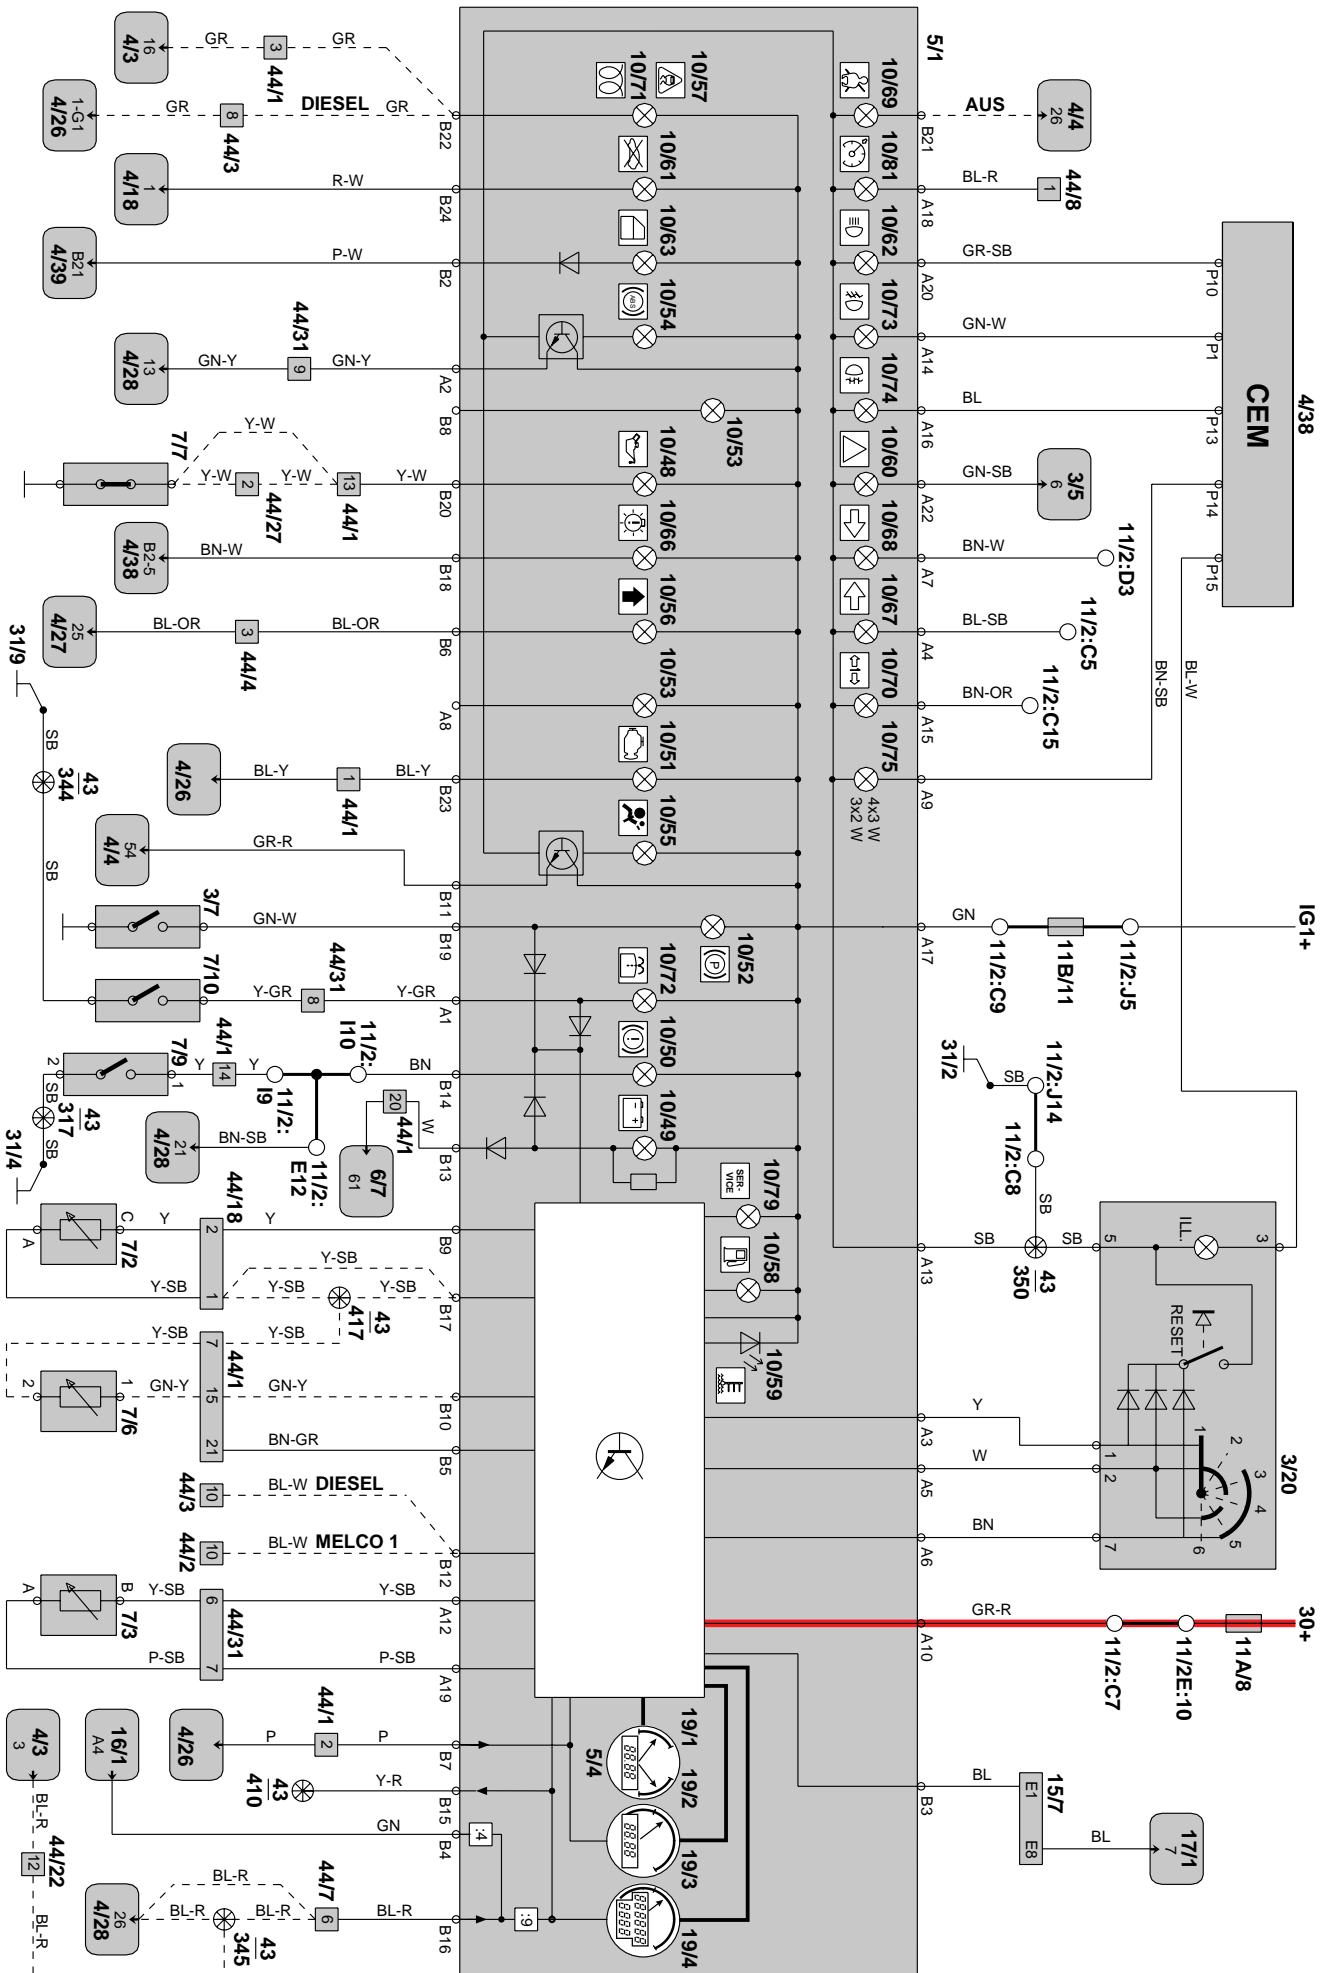 4/38
IG1+
30+
CEM
P10
P1
P13
P14
P15
3/20
3
ILL.
5
RESET
1
2
3
4
5
6
1
2
7
11A/8
11/2E:10
11/2:C7
GR-R
A10
11/2:J5
11B/11
11/2:C9
GN
A17
BL-W
BN-SB
17/1
7
BL
15/7
E1
E8
BL
B3
4/4
26
AUS
B21
44/8
1
BL-R
A18
GR-SB
A20
GN-W
A14
BL
A16
3/5
6
GN-SB
A22
11/2:D3
BN-W
A7
11/2:C5
BL-SB
A4
11/2:C15
BN-OR
A15
A9
31/2
SB
11/2:J14
11/2:C8
SB
43
350
SB
SB
A13
Y
A3
W
A5
BN
A6
5/1
10/69
10/81
10/62
10/73
10/74
10/60
10/68
10/67
10/70
10/75
4x3 W
3x2 W
10/57
10/71
10/61
10/63
10/54
ABS
10/53
10/48
10/66
10/56
10/53
10/51
10/55
10/52
P
10/72
10/50
10/49
10/79
SER-
VICE
10/58
10/59
19/1
19/2
5/4
19/3
19/4
:4
:9
B22
B24
B2
A2
B8
B20
B18
B6
A8
B23
B11
B19
A1
B14
B13
B9
B17
B10
B5
B12
A12
A19
B7
B15
B4
B16
GR
44/1
3
GR
16
4/3
GR
DIESEL
44/3
8
GR
1-G1
4/26
R-W
1
4/18
P-W
B21
4/39
GN-Y
44/31
9
GN-Y
13
4/28
Y-W
44/1
13
Y-W
Y-W
44/27
2
Y-W
7/7
BN-W
B2-5
4/38
BL-OR
44/4
3
BL-OR
25
4/27
BL-Y
44/1
1
BL-Y
4/26
GR-R
54
4/4
GN-W
3/7
Y-GR
44/31
8
Y-GR
7/10
31/9
SB
43
344
SB
BN
11/2:
I10
11/2:
I9
11/2:
E12
Y
44/1
14
Y
7/9
1
2
SB
43
317
SB
31/4
BN-SB
21
4/28
W
44/1
20
6/7
61
Y
44/18
2
1
Y
C
7/2
A
Y-SB
Y-SB
Y-SB
Y-SB
43
417
Y-SB
44/1
7
15
21
Y-SB
GN-Y
GN-Y
1
7/6
2
BN-GR
BL-W
DIESEL
44/3
10
BL-W
MELCO 1
44/2
10
Y-SB
44/31
6
7
Y-SB
B
7/3
A
P-SB
P-SB
P
44/1
2
P
4/26
Y-R
43
410
GN
16/1
A4
BL-R
44/7
6
BL-R
BL-R
43
345
BL-R
26
4/28
4/3
3
BL-R
44/22
12
BL-R